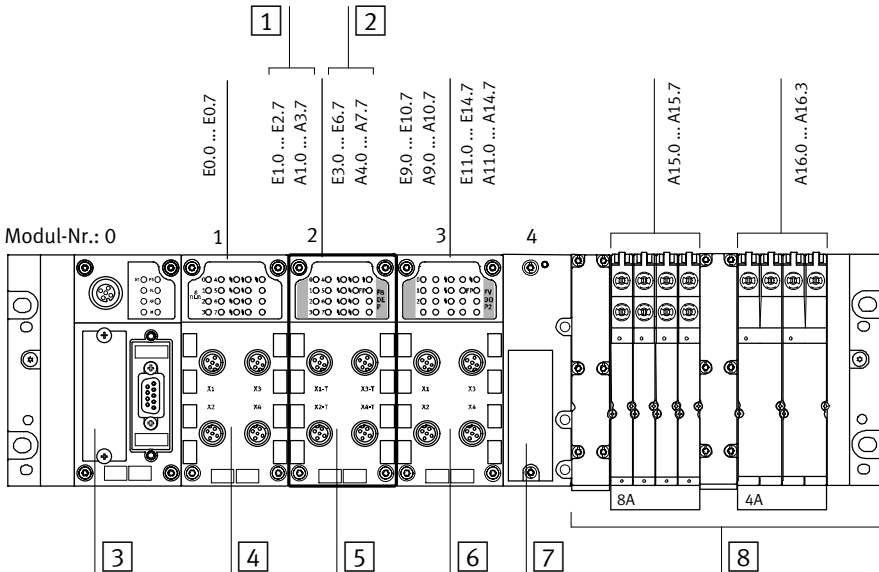 1 2
E0.0 ... E0.7
E1.0 ... E2.7
A1.0 ... A3.7
E3.0 ... E6.7
A4.0 ... A7.7
E9.0 ... E10.7
A9.0 ... A10.7
E11.0 ... E14.7
A11.0 ... A14.7
A15.0 ... A15.7
A16.0 ... A16.3
Modul-Nr.: 0 1 2 3 4
X1 X3 X1-T X3-T X1 X3
X2 X4 X2-T X4-T X2 X4
8A 4A
3 4 5 6 7 8